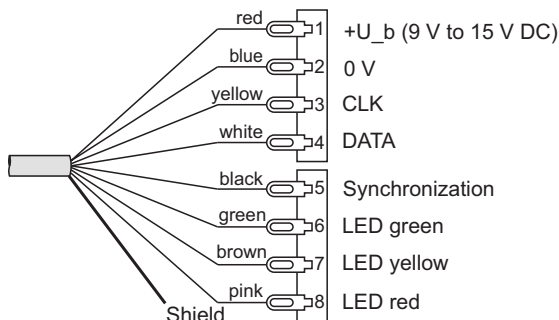 red 1 +U_b (9 V to 15 V DC)
blue 2 0 V
yellow 3 CLK
white 4 DATA
black 5 Synchronization
green 6 LED green
brown 7 LED yellow
pink 8 LED red
Shield